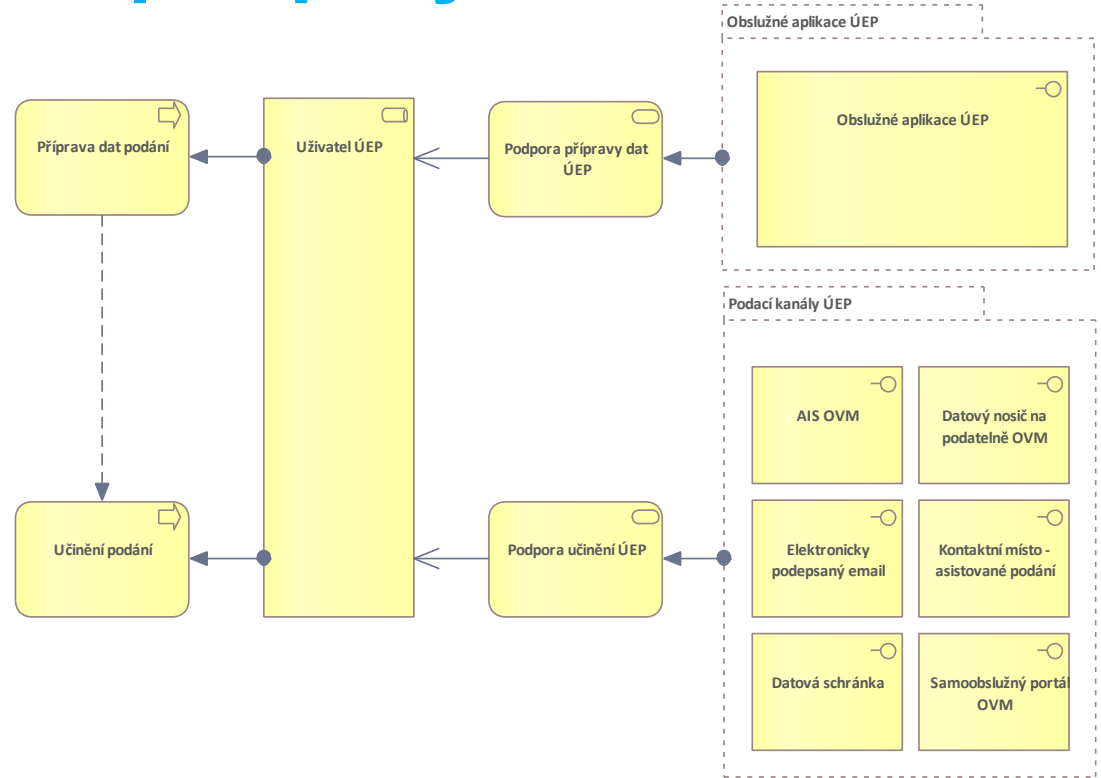 Obslužné aplikace ÚEP
Obslužné aplikace ÚEP
Příprava dat podání
Uživatel ÚEP
Podpora přípravy dat
ÚEP
Podací kanály ÚEP
AIS OVM
Datový nosič na
podatelně OVM
Učinění podání
Podpora učinění ÚEP
Elektronicky
podepsaný email
Kontaktní místo -
asistované podání
Datová schránka
Samoobslužný portál
OVM